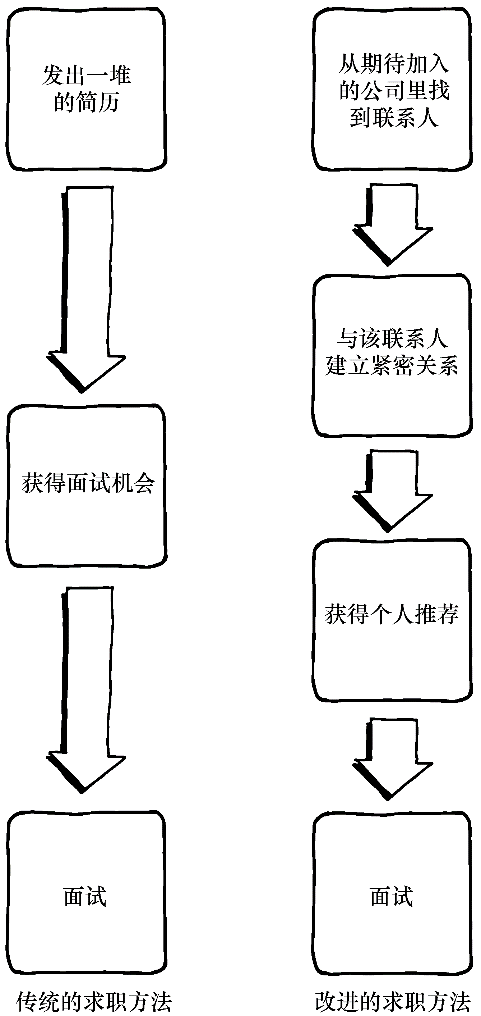 发出一堆
的简历
获得面试机会
面试
传统的求职方法
从期待加入
的公司里找
到联系人
与该联系人
建立紧密关系
获得个人推荐
面试
改进的求职方法